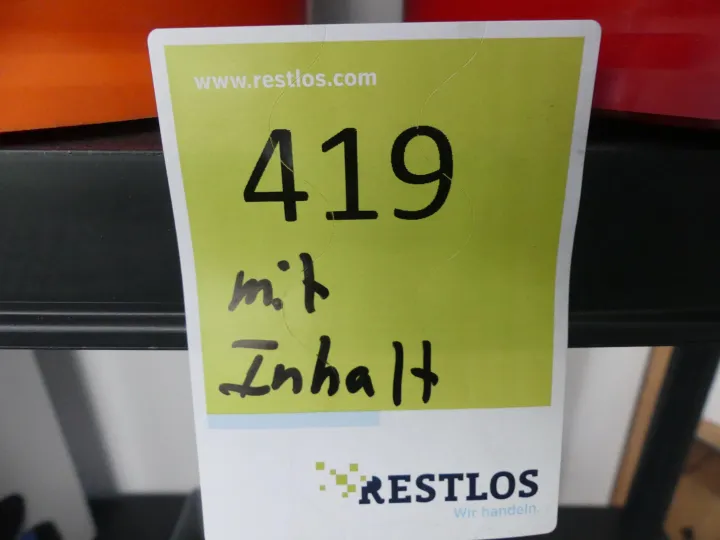 www.restlos.com
419
mit
Inhalt
RESTLOS
Wir handeln